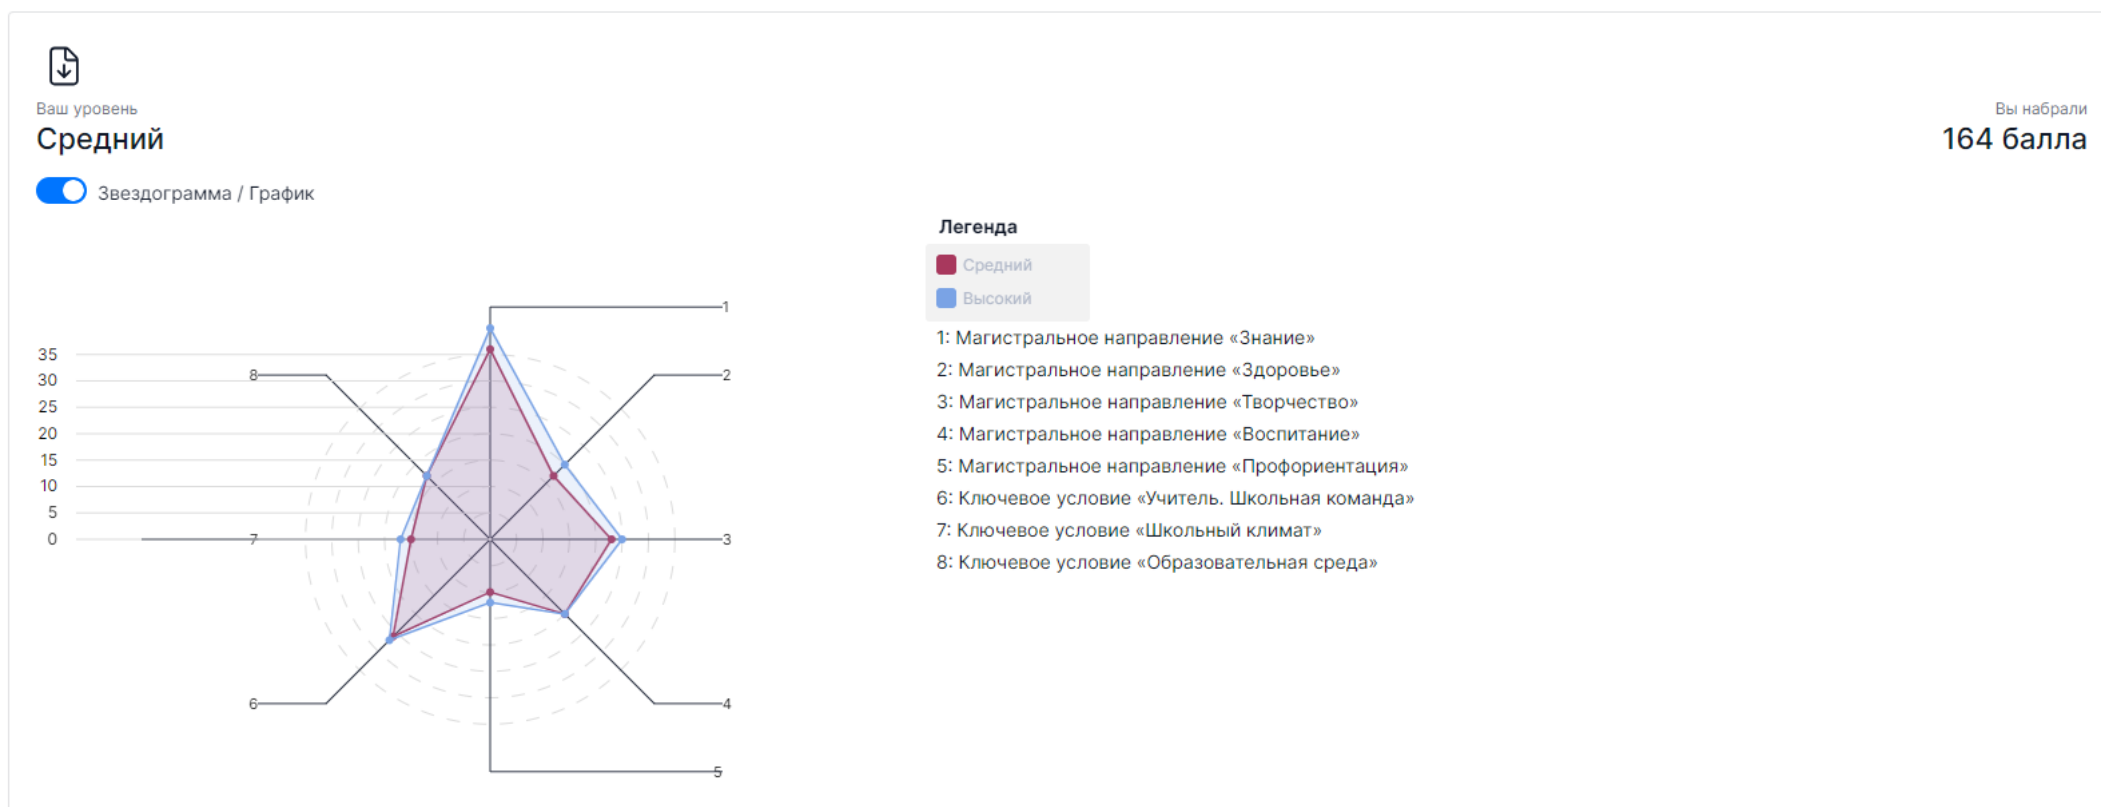 Ваш уровень
Средний
Вы набрали
164 балла
Звездограмма / График
Легенда
Средний
Высокий
1: Магистральное направление «Знание»
2: Магистральное направление «Здоровье»
3: Магистральное направление «Творчество»
4: Магистральное направление «Воспитание»
5: Магистральное направление «Профориентация»
6: Ключевое условие «Учитель. Школьная команда»
7: Ключевое условие «Школьный климат»
8: Ключевое условие «Образовательная среда»
35
30
25
20
15
10
5
0
1
2
3
4
5
6
7
8